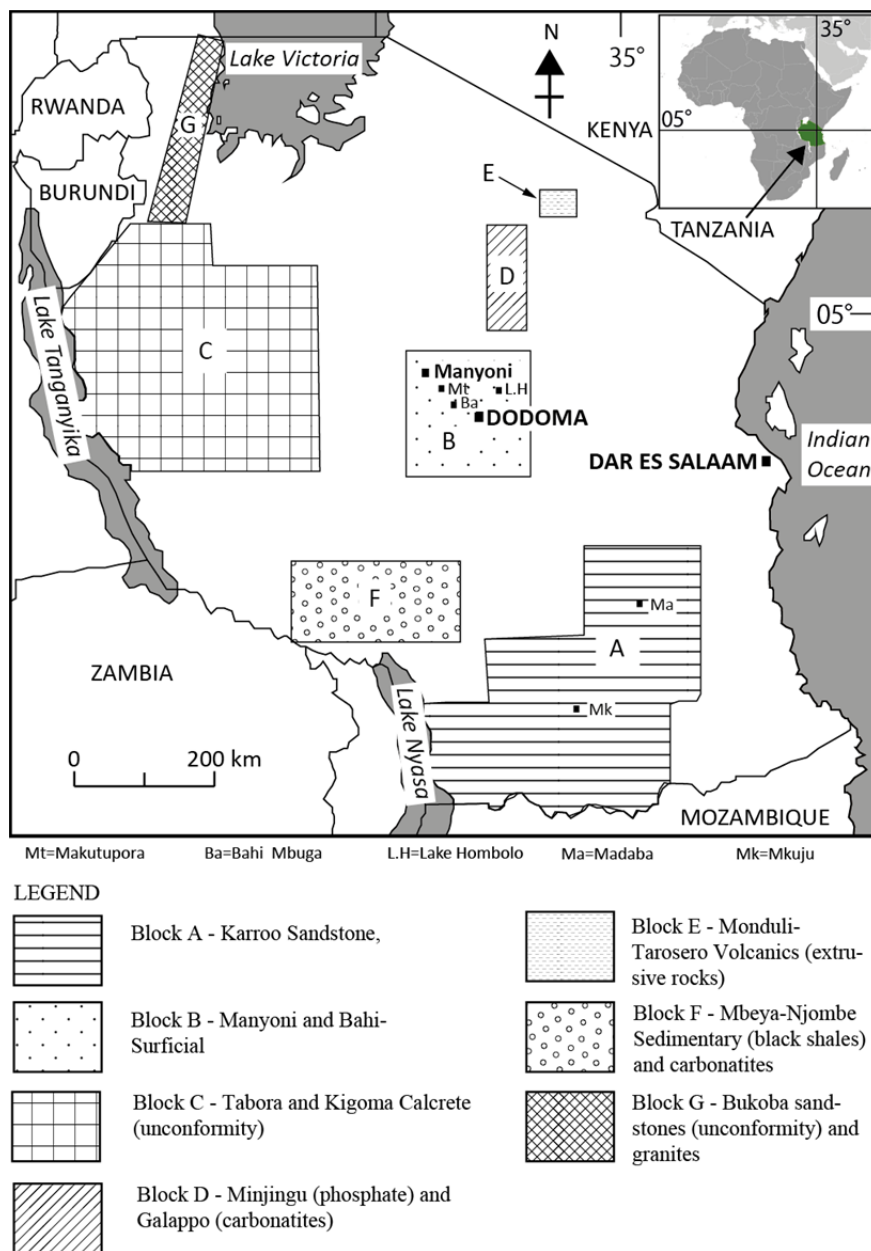 Lake Victoria
N
35°
35°
05°
RWANDA
G
KENYA
BURUNDI
E
TANZANIA
D
Lake Tanganyika
C
05°
Manyoni
Mt
L.H
Ba
DODOMA
B
Indian
Ocean
DAR ES SALAAM
F
Ma
A
ZAMBIA
Lake Nyasa
Mk
0 200 km
MOZAMBIQUE
Mt=Makutupora Ba=Bahi Mbuga L.H=Lake Hombolo Ma=Madaba Mk=Mkuju
LEGEND
Block A - Karroo Sandstone,
Block B - Manyoni and Bahi-
Surficial
Block C - Tabora and Kigoma Calcrete
(unconformity)
Block D - Minjingu (phosphate) and
Galappo (carbonatites)
Block E - Monduli-
Tarosero Volcanics (extru-
sive rocks)
Block F - Mbeya-Njombe
Sedimentary (black shales)
and carbonatites
Block G - Bukoba sand-
stones (unconformity) and
granites